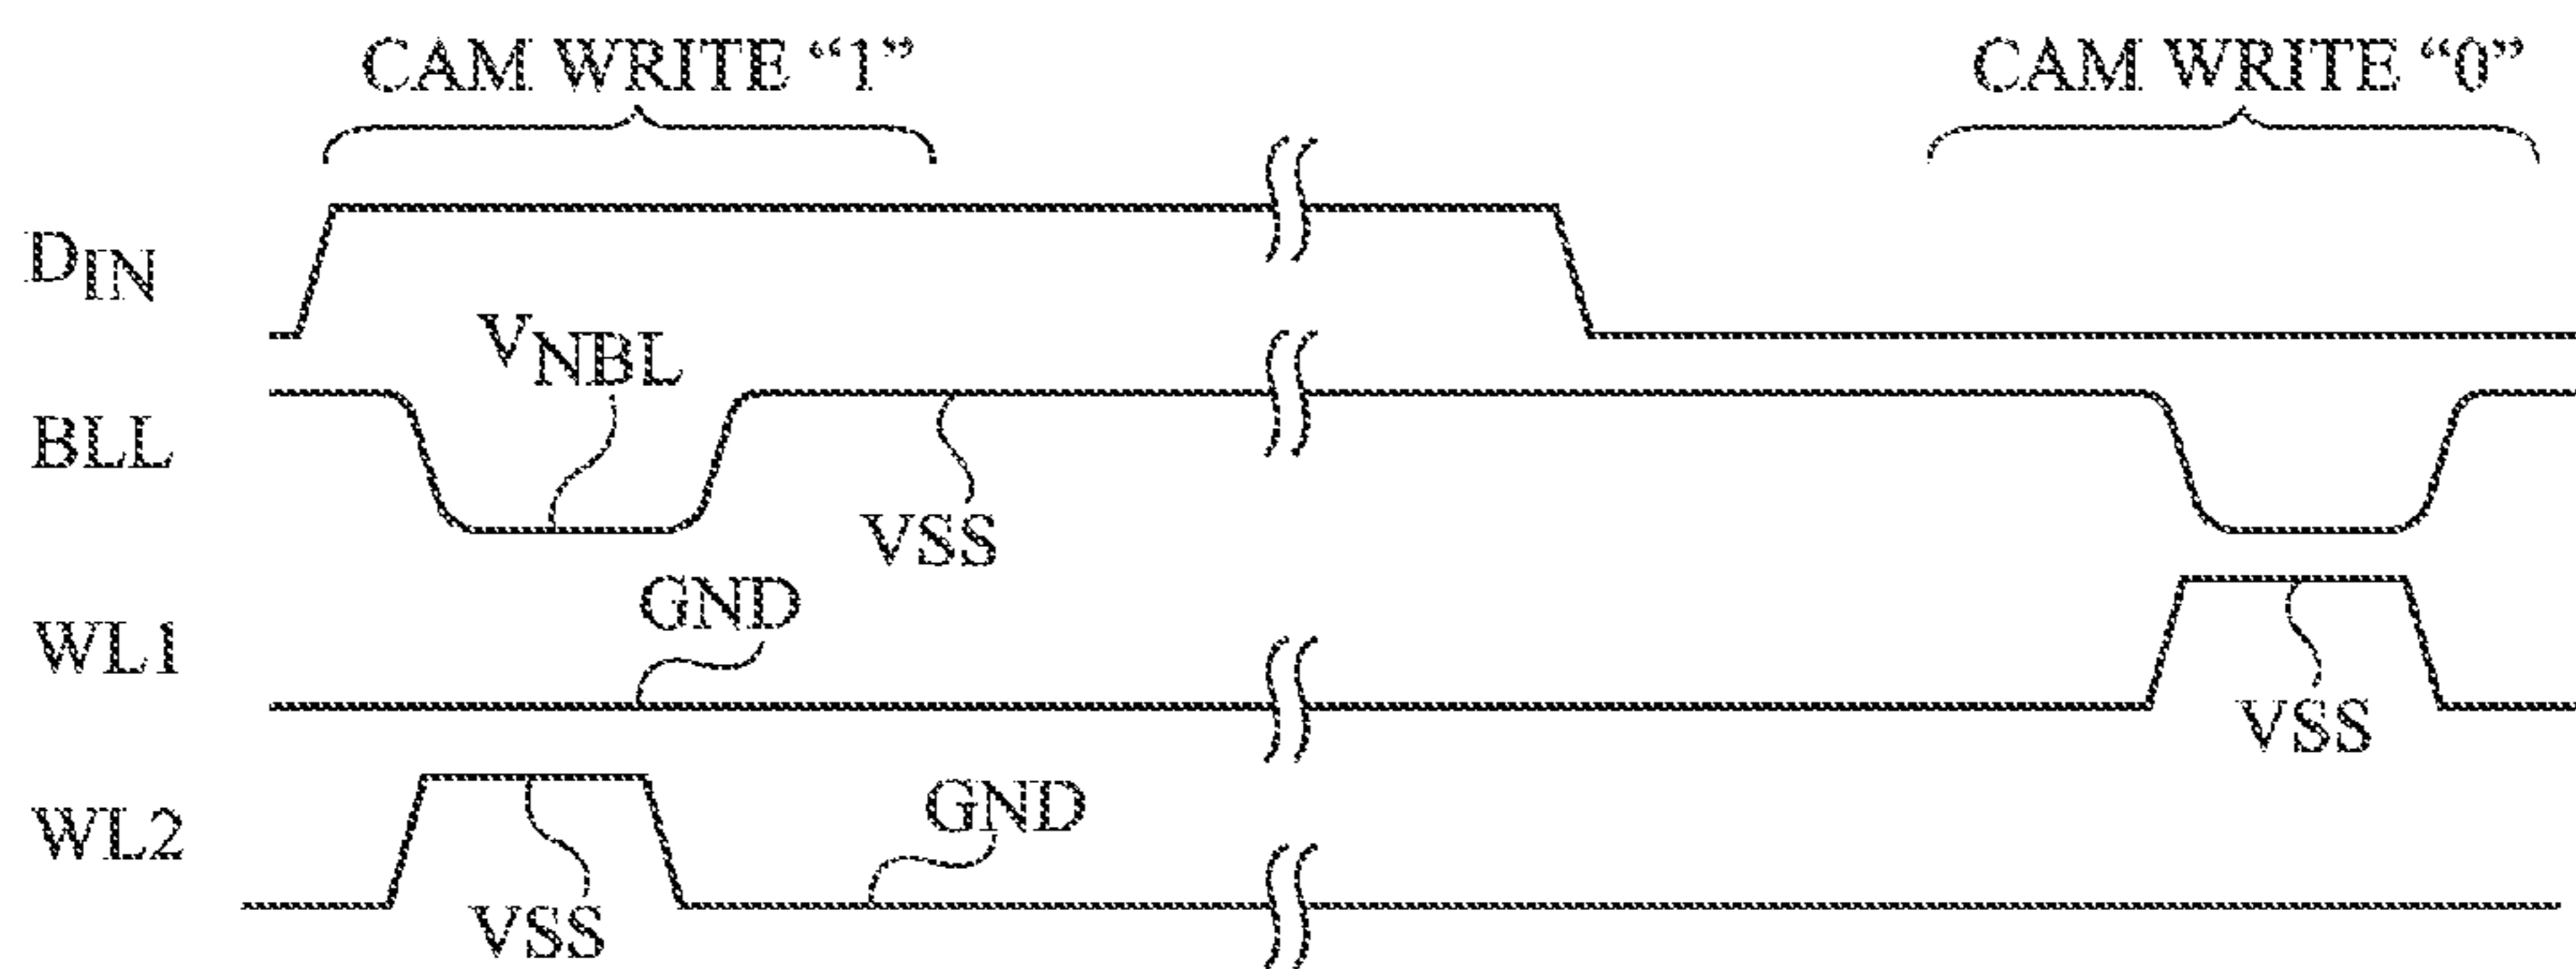 CAM WRITE “1” CAM WRITE “0”
DIN
VNBL
BLL
VSS
GND
WL1
VSS
GND
WL2
VSS